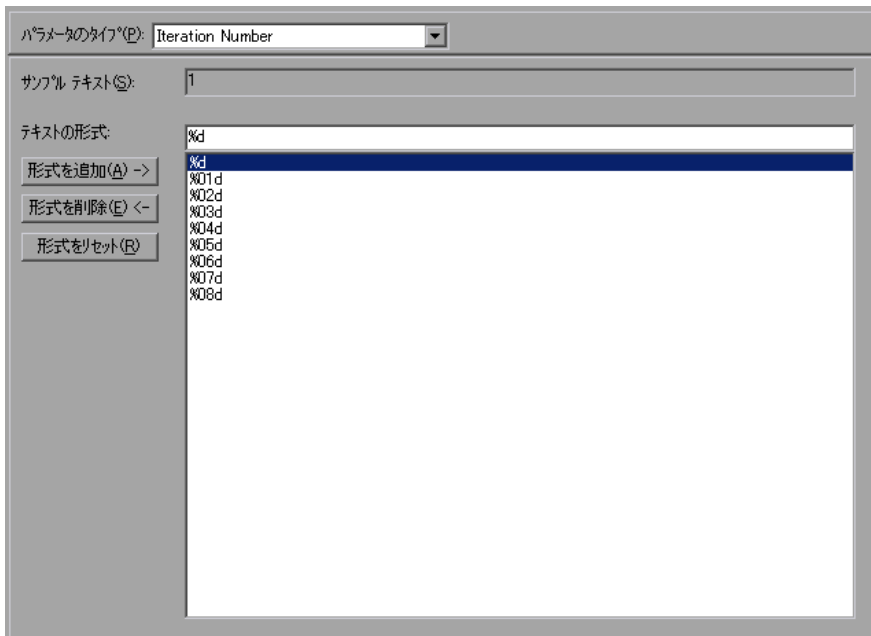 パラメータのタイプ(P): Iteration Number
サンプル テキスト(S): 1
テキストの形式: %d
%d
形式を追加(A) ->
%01d
%02d
形式を削除(E) <-
%03d
%04d
形式をリセット(R)
%05d
%06d
%07d
%08d